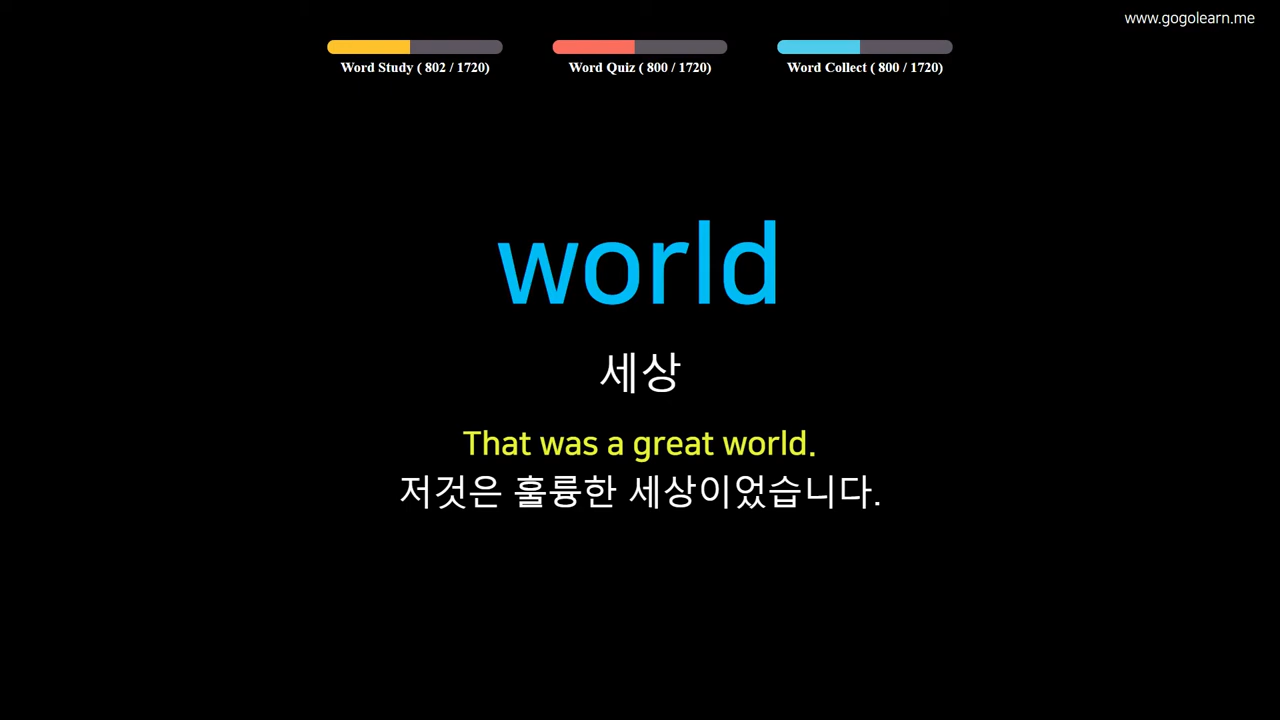 www.gogolearn.me
Word Study ( 802 / 1720)
Word Quiz ( 800 / 1720)
Word Collect ( 800 / 1720)
world
세상
That was a great world.
저것은 훌륭한 세상이었습니다.